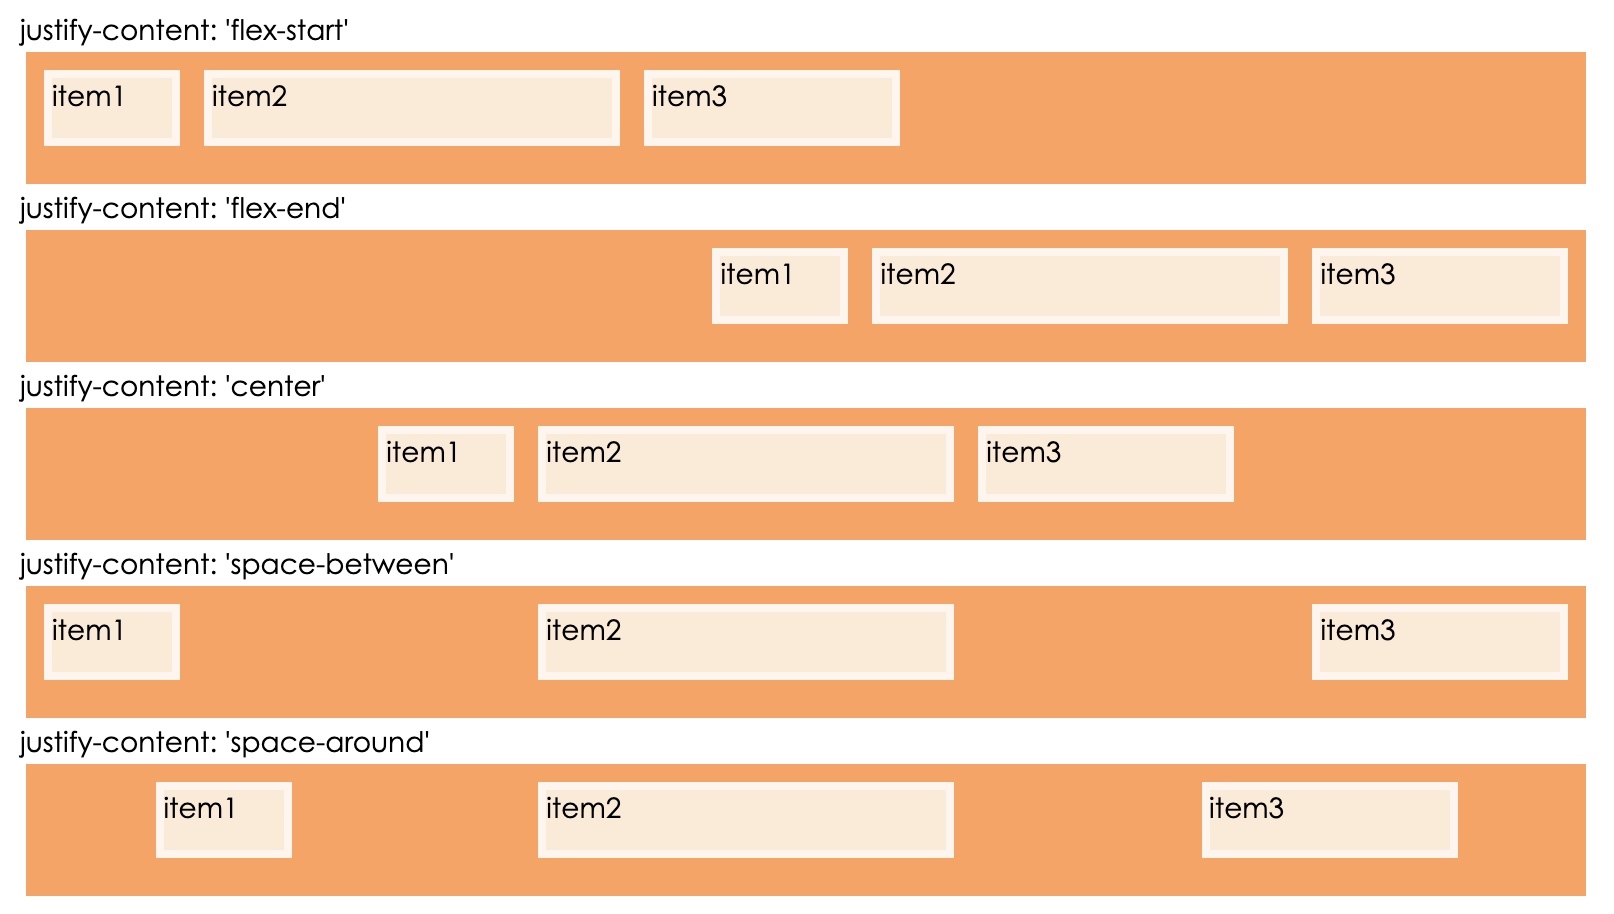 justify-content: 'flex-start'
item1 item2 item3
justify-content: 'flex-end'
item1 item2 item3
justify-content: 'center'
item1 item2 item3
justify-content: 'space-between'
item1 item2 item3
justify-content: 'space-around'
item1 item2 item3